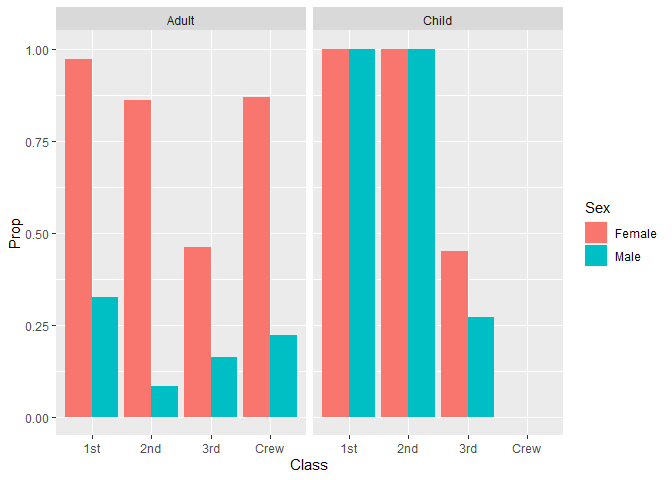 Adult
Child
1.00
0.75
0.50
0.25
0.00
Prop
1st 2nd 3rd Crew
1st 2nd 3rd Crew
Class
Sex
Female
Male